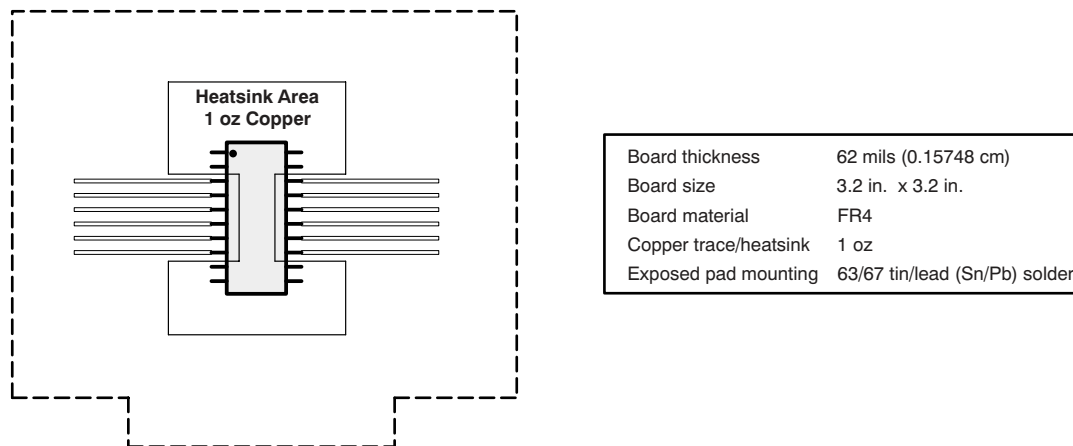 Heatsink Area
1 oz Copper
Board thickness 62 mils (0.15748 cm)
Board size 3.2 in. x 3.2 in.
Board material FR4
Copper trace/heatsink 1 oz
Exposed pad mounting 63/67 tin/lead (Sn/Pb) solder